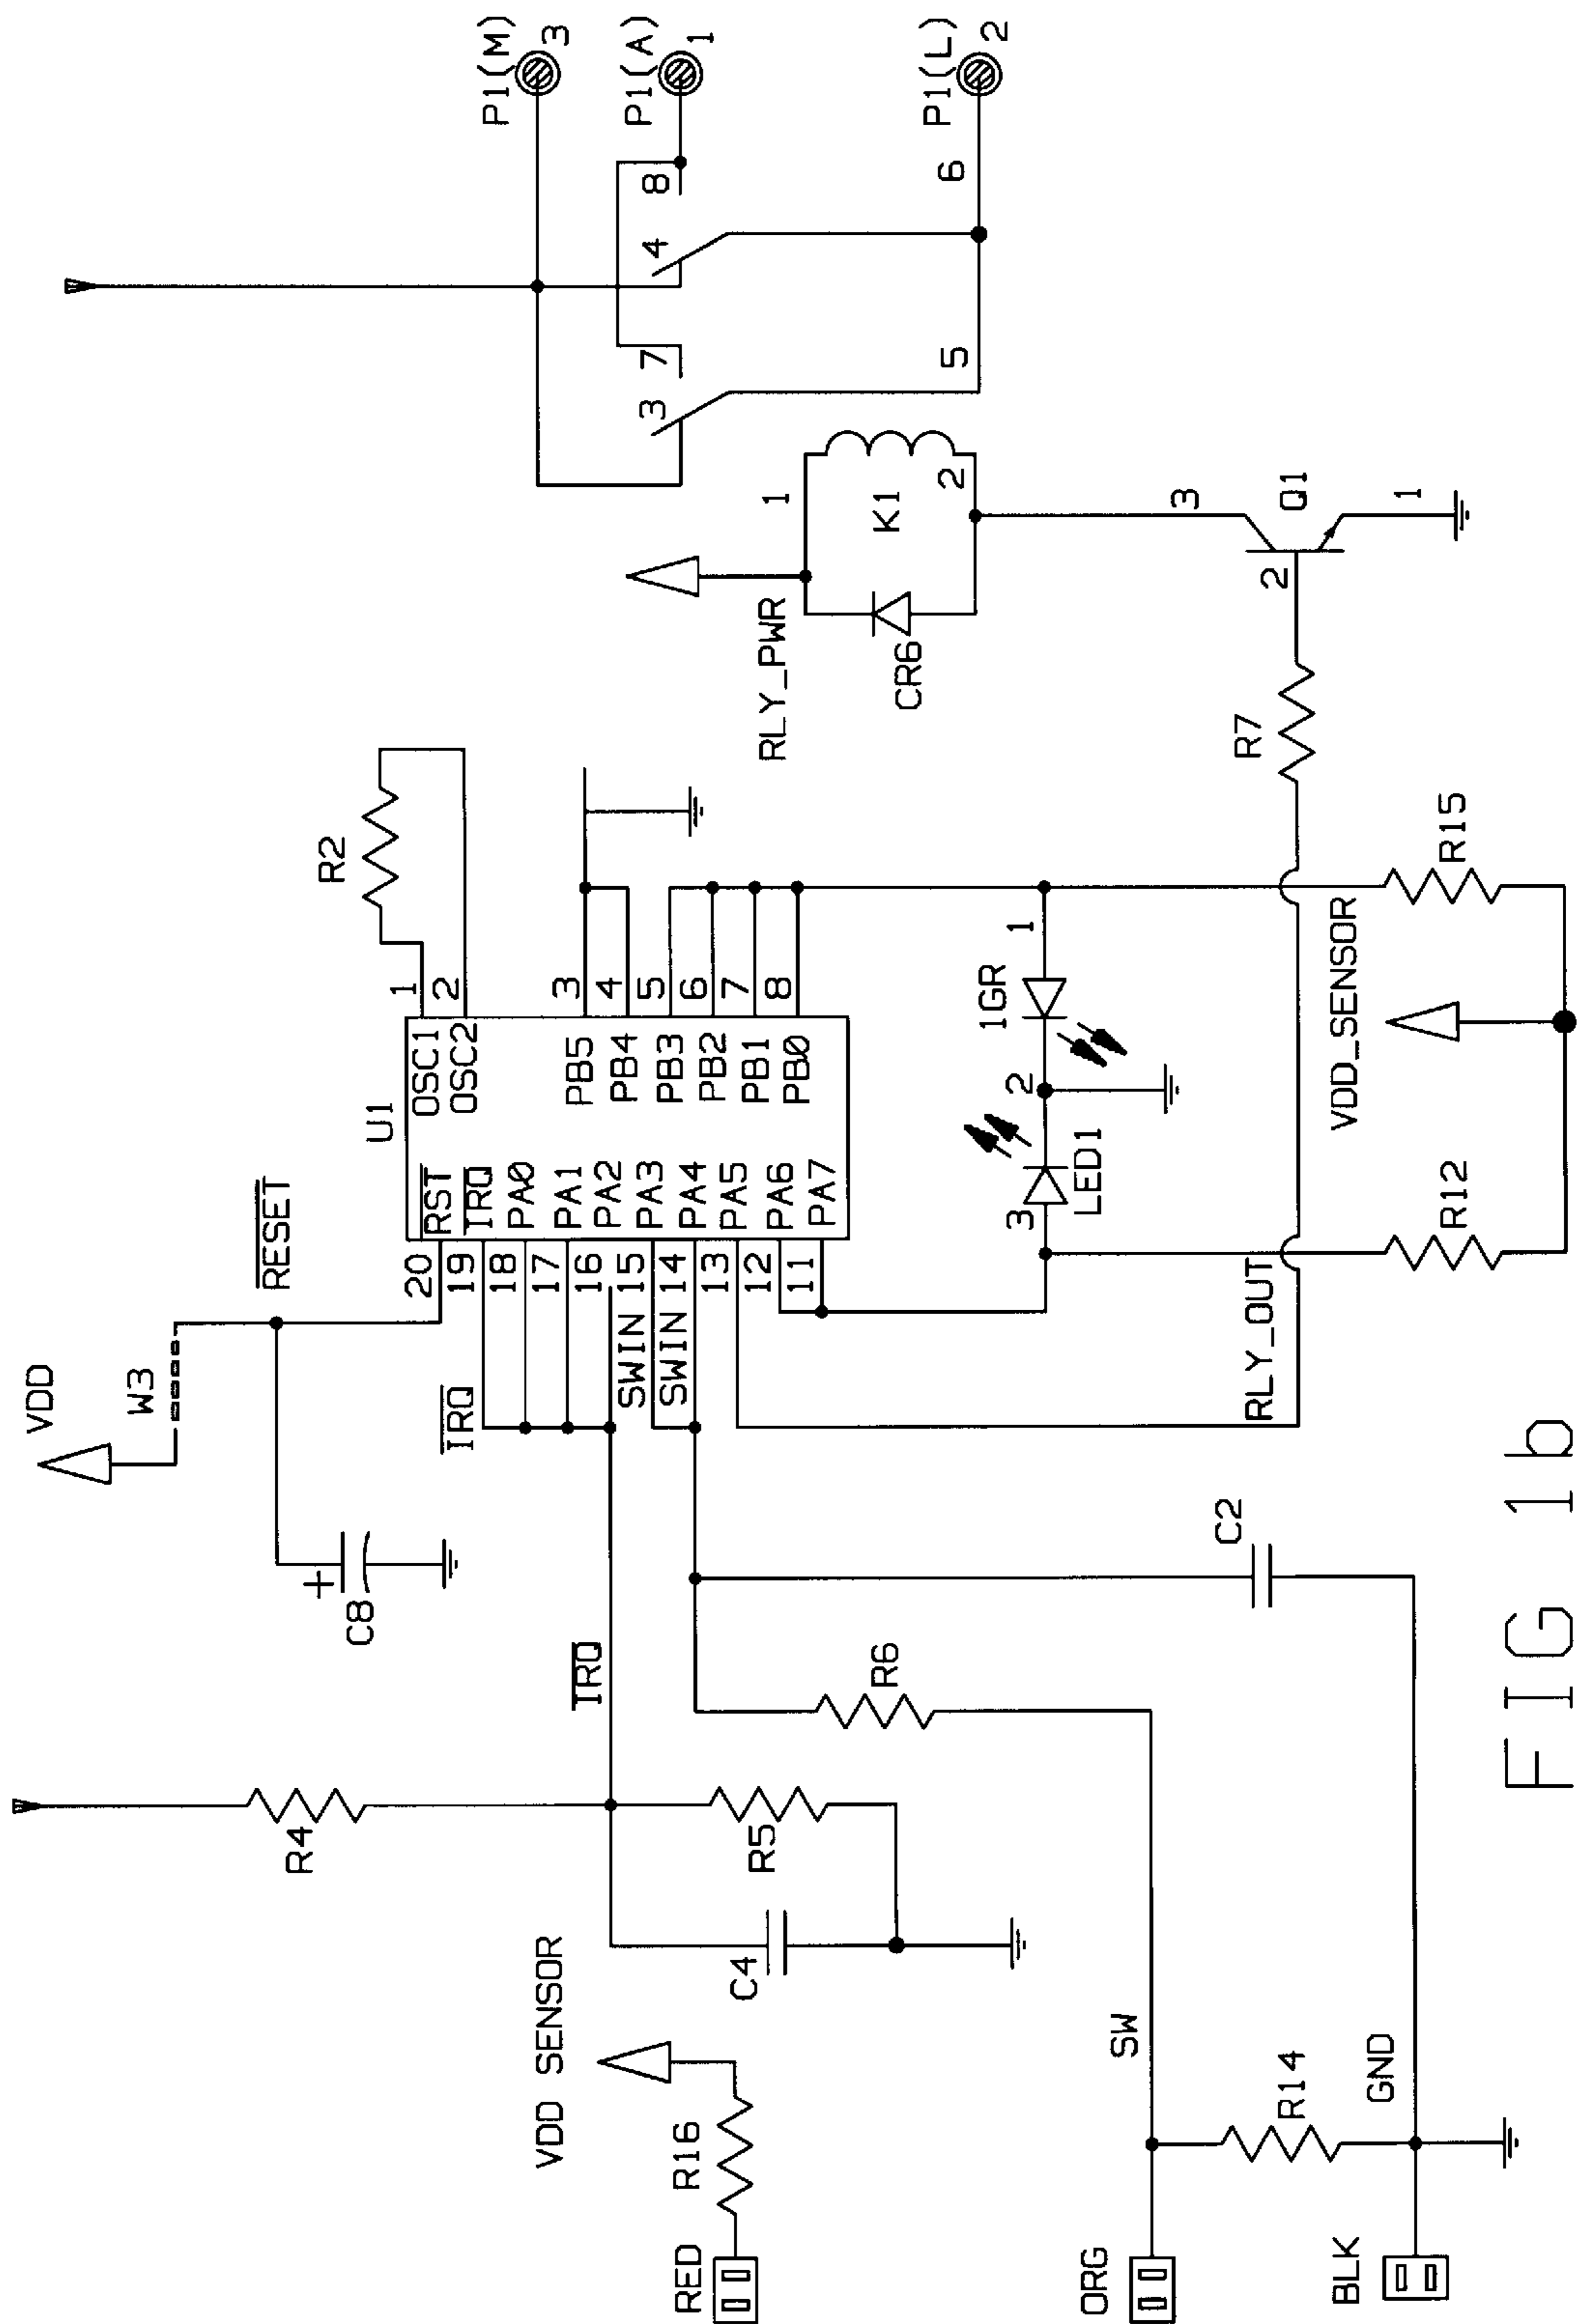 VDD
W3
RESET
C8
+
R4
IRQ
R5
C4
VDD SENSOR
R16
RED
ORG
BLK
SW
R14
GND
R6
C2
IRQ
SWIN
SWIN
20
19
18
17
16
15
14
13
12
11
U1
RST
IRQ
PA0
PA1
PA2
PA3
PA4
PA5
PA6
PA7
OSC1
OSC2
PB5
PB4
PB3
PB2
PB1
PB0
1
2
3
4
5
6
7
8
R2
3
LED1
2
1GR
1
RLY_OUT
R12
VDD_SENSOR
R15
R7
RLY_PWR
CR6
K1
1
2
3
2
Q1
1
3
7
4
8
5
6
P1(M)
3
P1(A)
1
P1(L)
2
FIG 1b